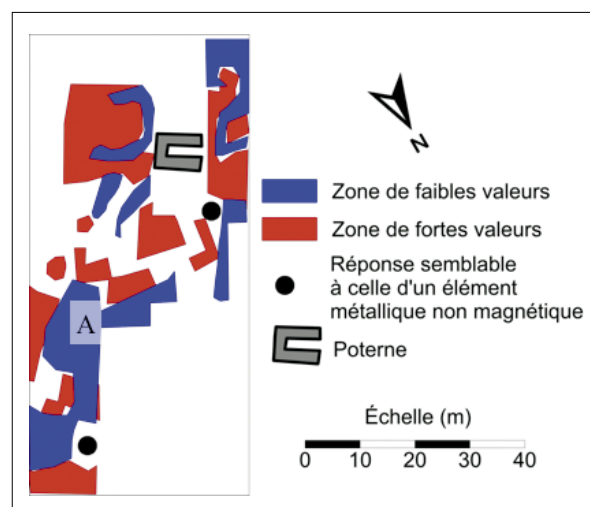 N
Zone de faibles valeurs
Zone de fortes valeurs
Réponse semblable
à celle d'un élément
métallique non magnétique
Poterne
A
Échelle (m)
0 10 20 30 40